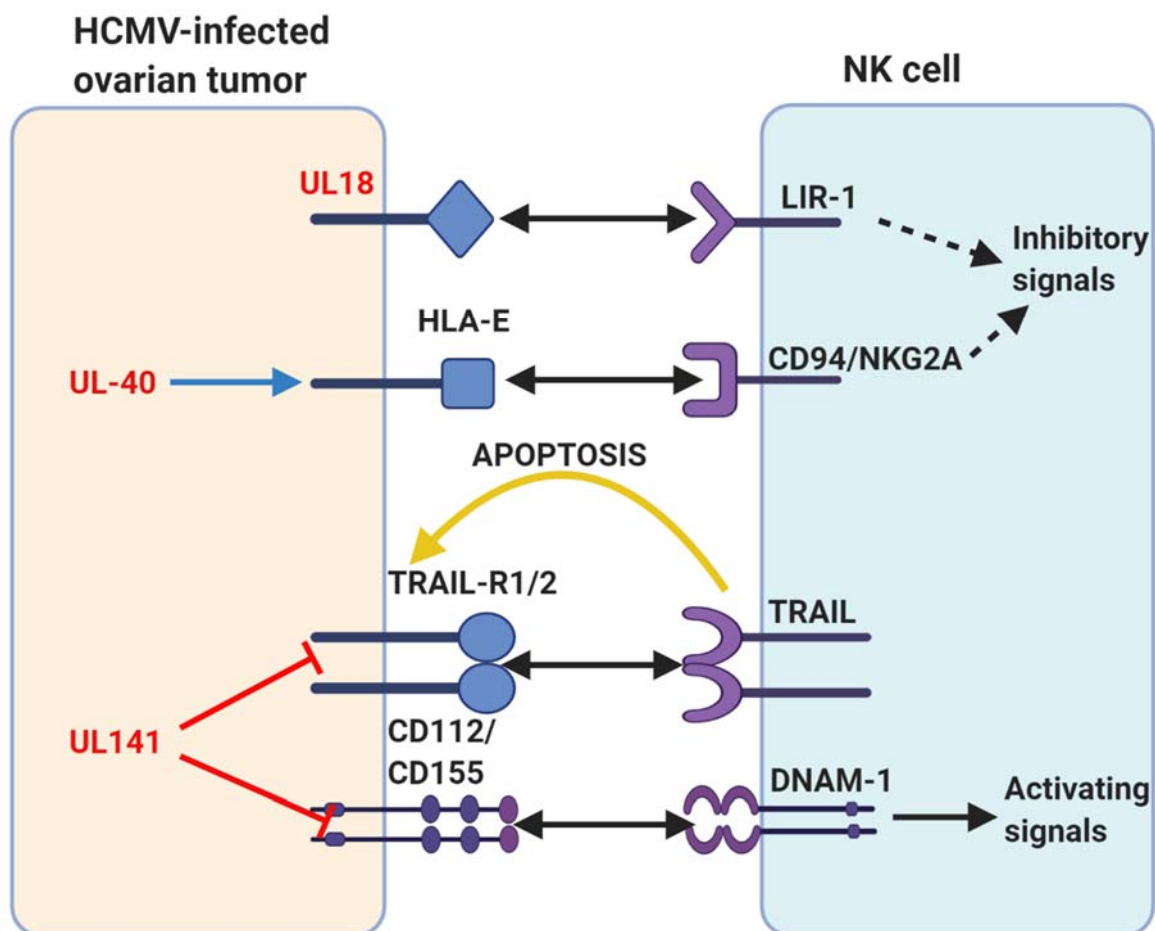 HCMV-infected
ovarian tumor
NK cell
UL18
LIR-1
Inhibitory
signals
HLA-E
UL-40
CD94/NKG2A
APOPTOSIS
TRAIL-R1/2
TRAIL
UL141
CD112/
CD155
DNAM-1
Activating
signals